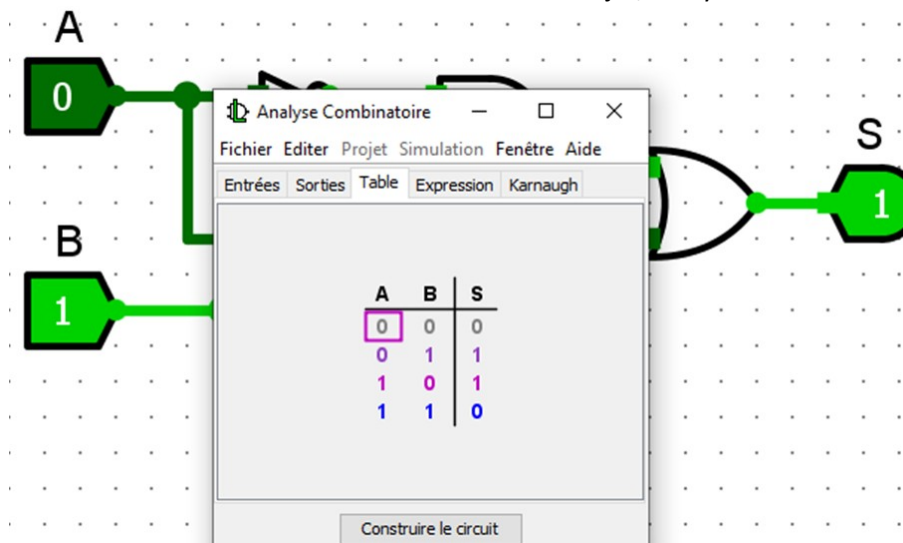 A
0
Analyse Combinatoire
Fichier Editer Projet Simulation Fenêtre Aide
S
Entrées Sorties Table Expression Karnaugh
1
B
1
A B S
0 0 0
0 1 1
1 0 1
1 1 0
Construire le circuit